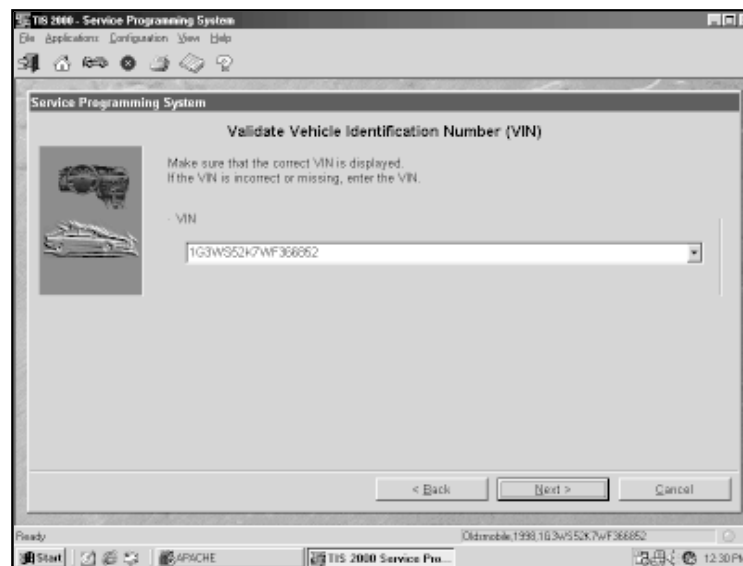 TIS 2000 - Service Programming System
File Applications Configuration View Help
Service Programming System
Validate Vehicle Identification Number (VIN)
Make sure that the correct VIN is displayed.
If the VIN is incorrect or missing, enter the VIN.
VIN
1G3WS52K7WF366852
< Back Next > Cancel
Ready Oldsmobile,1998,1G3WS52K7WF366852
Start APACHE TIS 2000 Service Pro... 12:30 PM